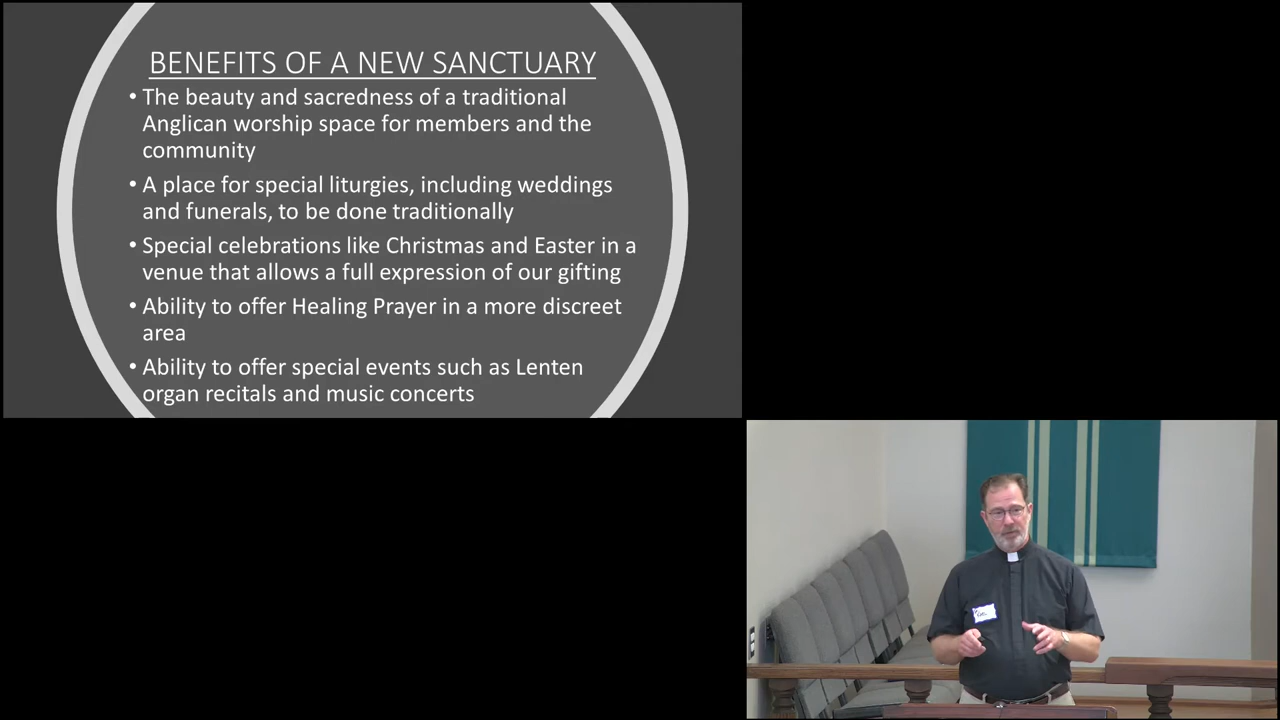 BENEFITS OF A NEW SANCTUARY
• The beauty and sacredness of a traditional
Anglican worship space for members and the
community
• A place for special liturgies, including weddings
and funerals, to be done traditionally
• Special celebrations like Christmas and Easter in a
venue that allows a full expression of our gifting
• Ability to offer Healing Prayer in a more discreet
area
• Ability to offer special events such as Lenten
organ recitals and music concerts